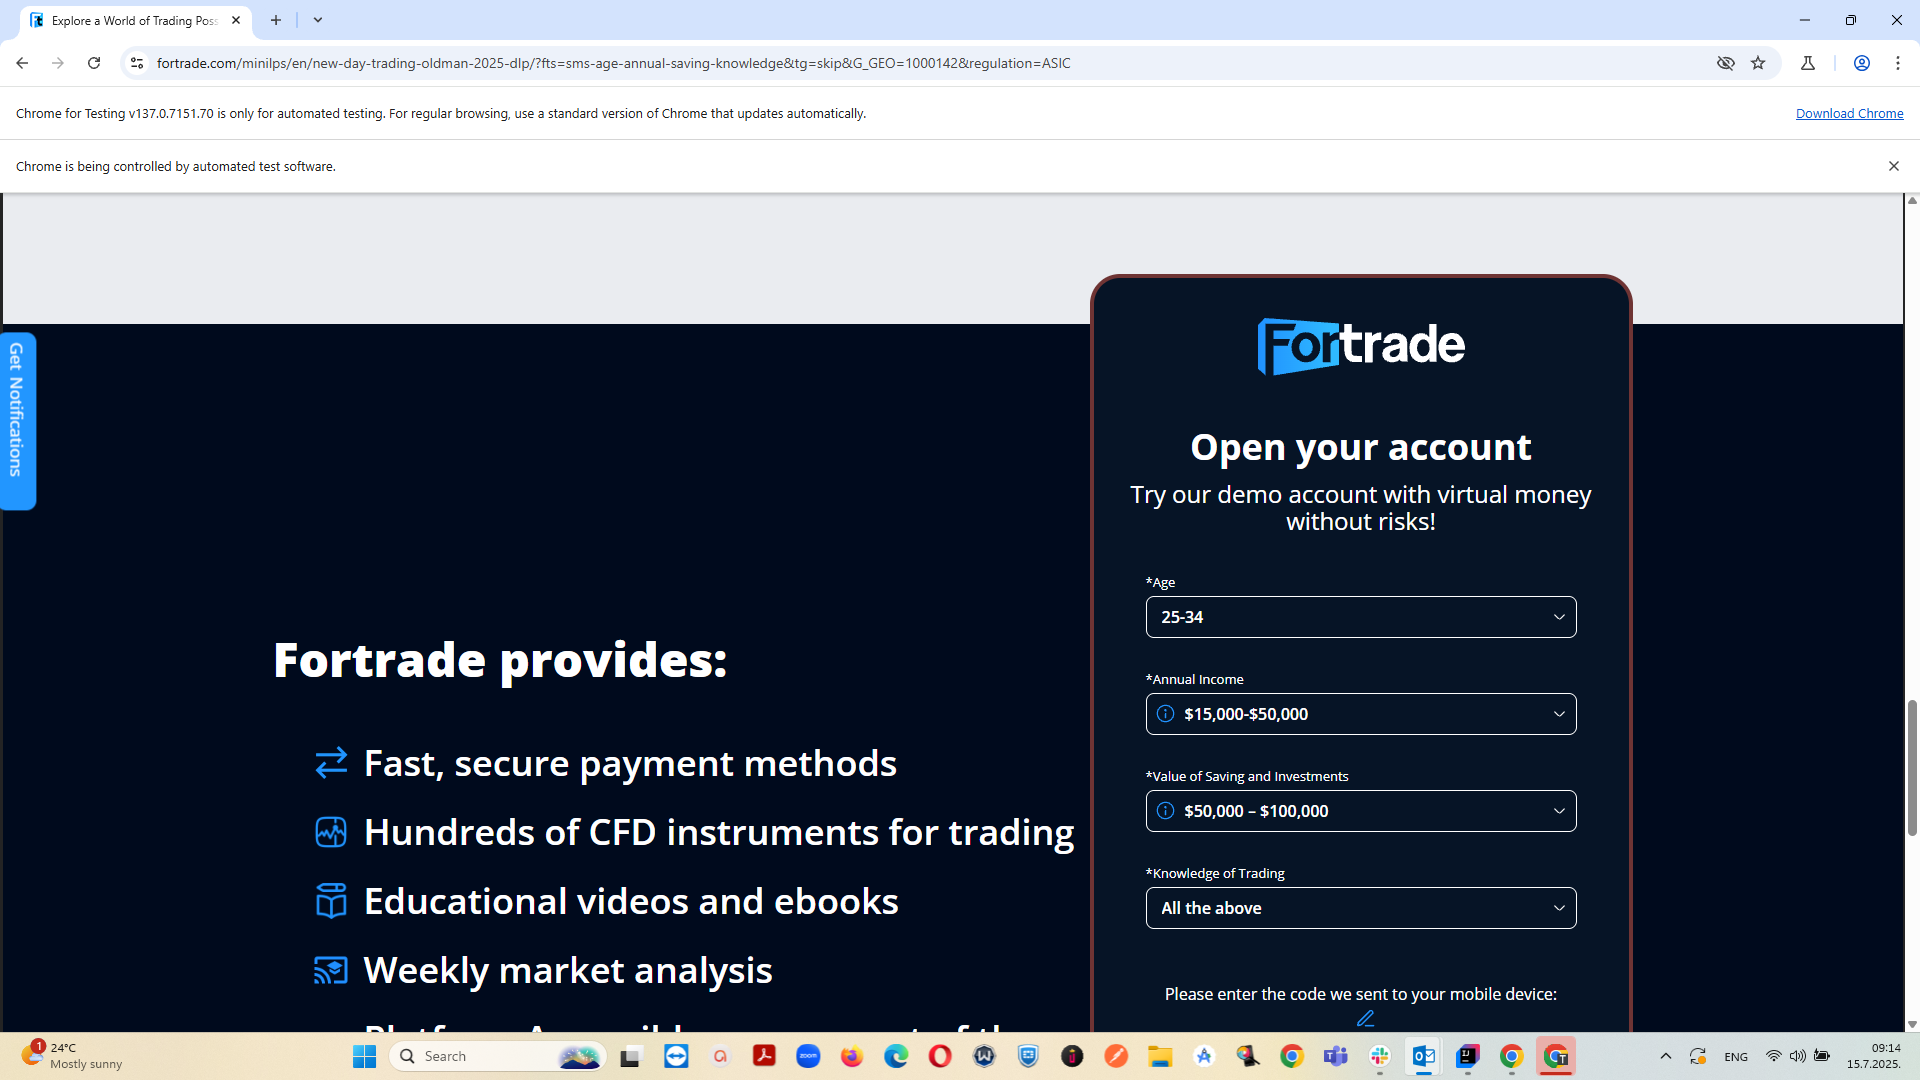 Explore a World of Trading Poss
fortrade.com/minilps/en/new-day-trading-oldman-2025-dlp/?fts=sms-age-annual-saving-knowledge&tg=skip&G_GEO=1000142&regulation=ASIC
Chrome for Testing v137.0.7151.70 is only for automated testing. For regular browsing, use a standard version of Chrome that updates automatically.
Download Chrome
Chrome is being controlled by automated test software.
Get Notifications
Fortrade
Open your account
Try our demo account with virtual money
without risks!
*Age
25-34
*Annual Income
$15,000-$50,000
*Value of Saving and Investments
$50,000 – $100,000
*Knowledge of Trading
All the above
Please enter the code we sent to your mobile device:
Fortrade provides:
Fast, secure payment methods
Hundreds of CFD instruments for trading
Educational videos and ebooks
Weekly market analysis
1
24°C
Mostly sunny
Search
zoom
ENG
09:14
15.7.2025.